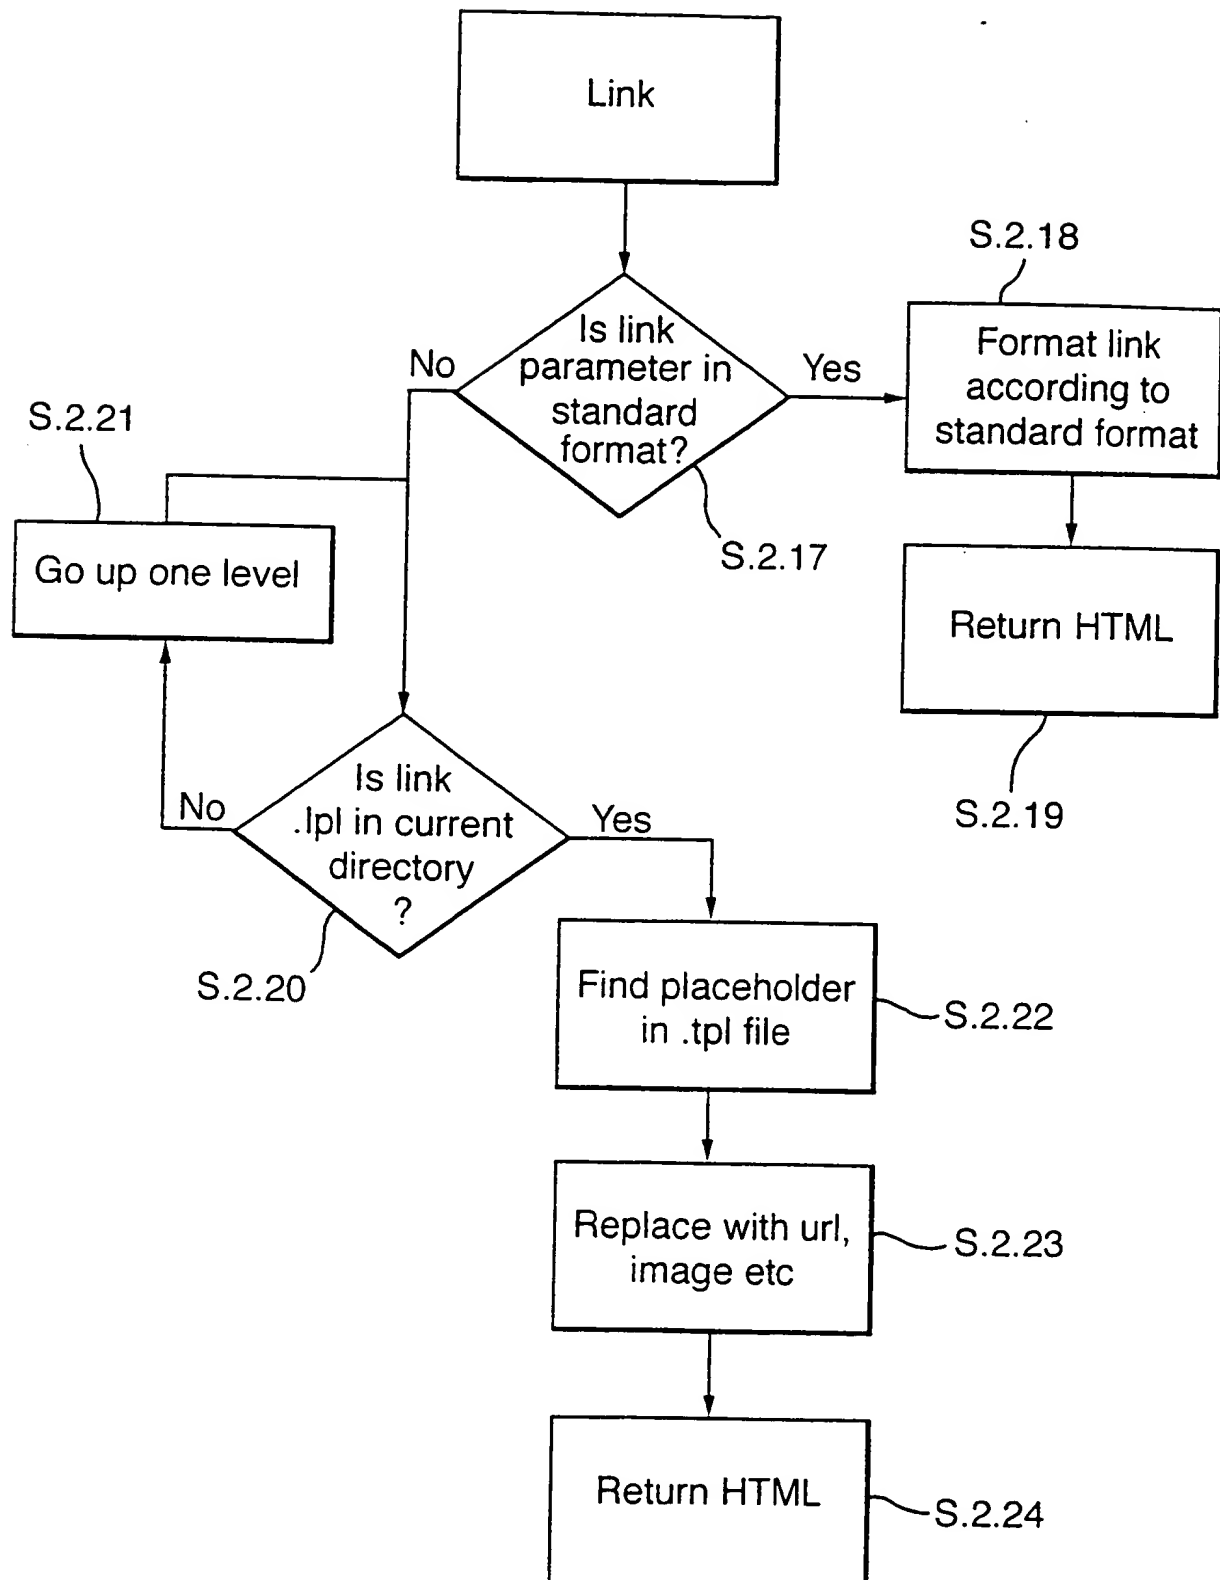 Link
S.2.18
Is link
parameter in
standard
format?
No
Yes
Format link
according to
standard format
S.2.21
S.2.17
Go up one level
Return HTML
S.2.19
Is link
.lpl in current
directory
?
No
Yes
S.2.20
Find placeholder
in .tpl file
S.2.22
Replace with url,
image etc
S.2.23
Return HTML
S.2.24